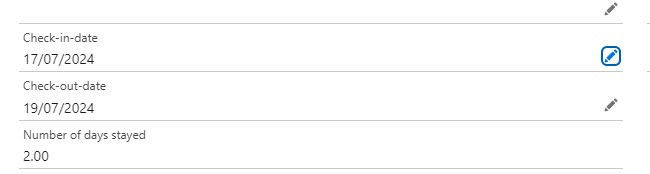 Check-in-date
17/07/2024
Check-out-date
19/07/2024
Number of days stayed
2.00